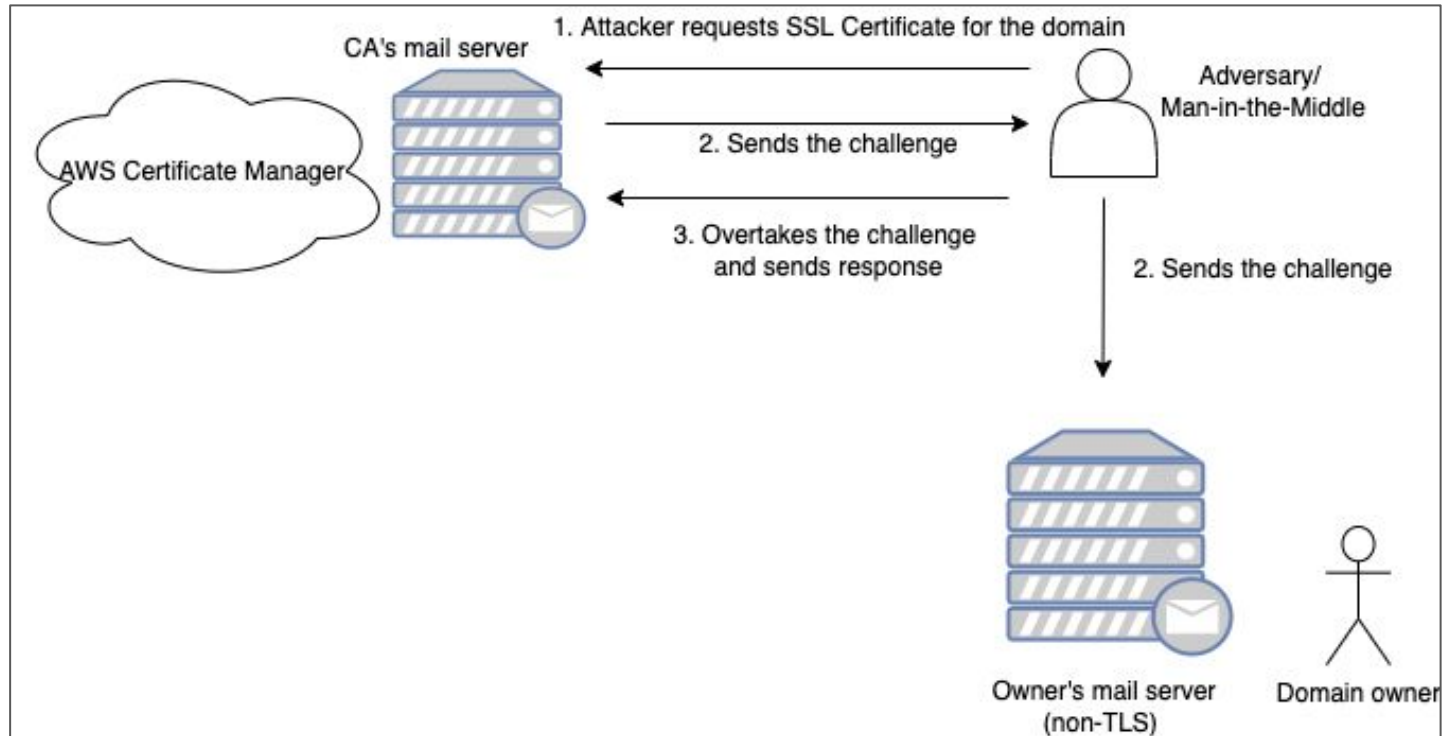 1. Attacker requests SSL Certificate for the domain
CA's mail server
Adversary/
Man-in-the-Middle
AWS Certificate Manager
2. Sends the challenge
3. Overtakes the challenge
and sends response
2. Sends the challenge
Owner's mail server
(non-TLS)
Domain owner